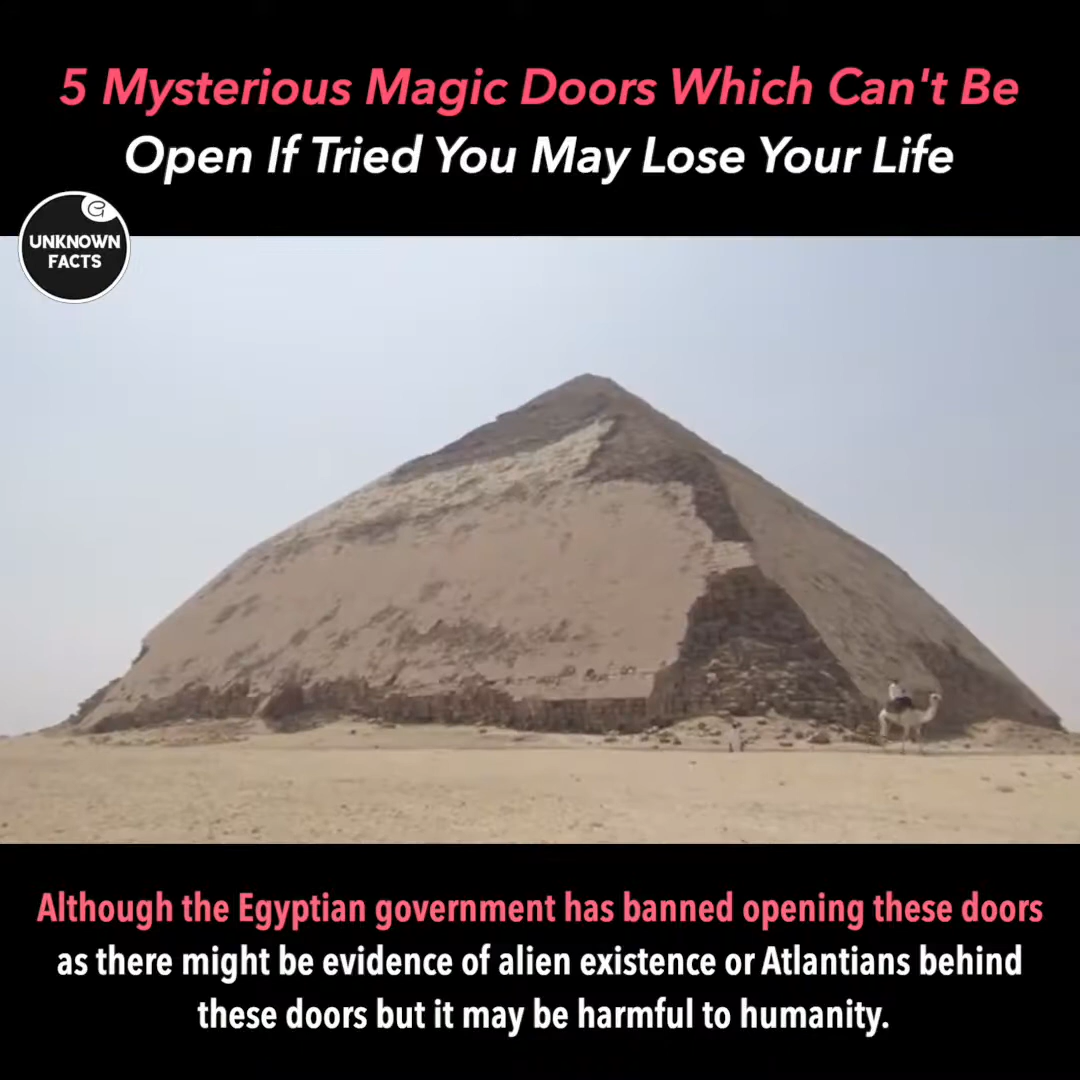 5 Mysterious Magic Doors Which Can't Be
Open If Tried You May Lose Your Life
G
UNKNOWN
FACTS
Although the Egyptian government has banned opening these doors
as there might be evidence of alien existence or Atlantians behind
these doors but it may be harmful to humanity.